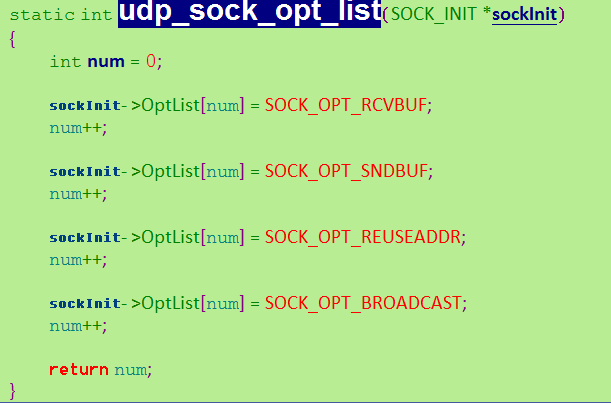 static int udp_sock_opt_list(SOCK_INIT *sockInit)
{
int num = 0;
sockInit->OptList[num] = SOCK_OPT_RCVBUF;
num++;
sockInit->OptList[num] = SOCK_OPT_SNDBUF;
num++;
sockInit->OptList[num] = SOCK_OPT_REUSEADDR;
num++;
sockInit->OptList[num] = SOCK_OPT_BROADCAST;
num++;
return num;
}